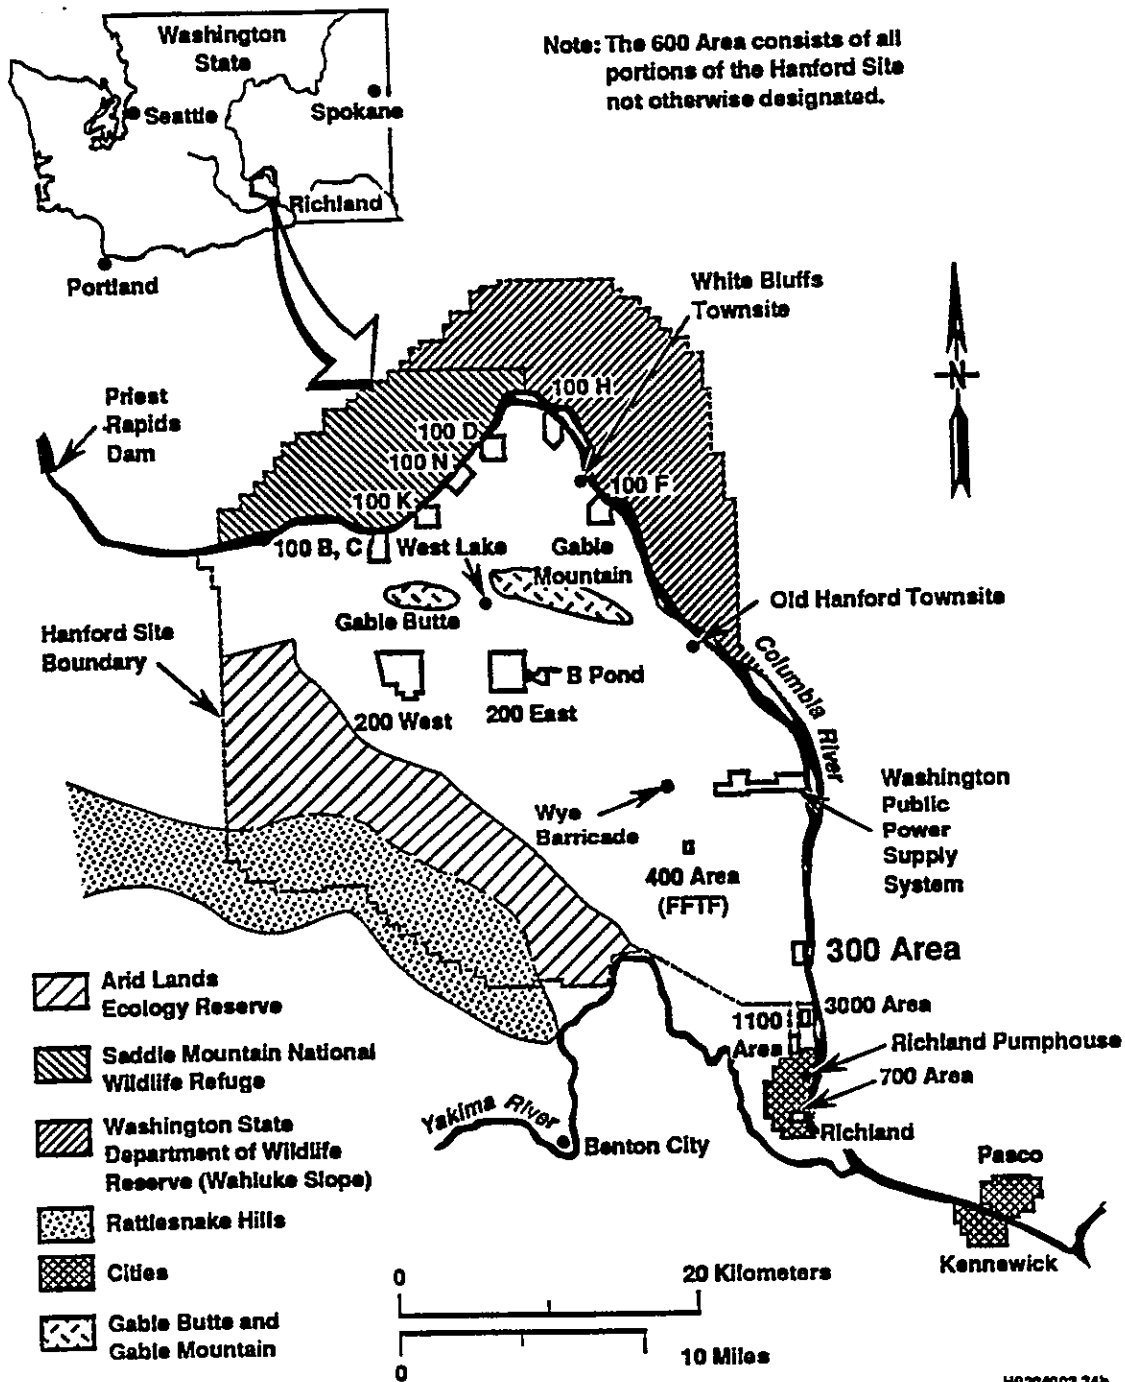 Washington
State
Seattle
Spokane
Richland
Portland
Note: The 600 Area consists of all
portions of the Hanford Site
not otherwise designated.
White Bluffs
Townsite
N
Priest
Rapids
Dam
100 H
100 D
100 N
100 K
100 F
100 B, C
West Lake
Gable
Mountain
Gable Butte
Old Hanford Townsite
Hanford Site
Boundary
Columbia River
B Pond
200 West
200 East
Washington
Public
Power
Supply
System
Wye
Barricade
400 Area
(FFTF)
300 Area
3000 Area
1100
Area
Richland Pumphouse
700 Area
Richland
Yakima River
Benton City
Pasco
Kennewick
Arid Lands
Ecology Reserve
Saddle Mountain National
Wildlife Refuge
Washington State
Department of Wildlife
Reserve (Wahluke Slope)
Rattlesnake Hills
Cities
Gable Butte and
Gable Mountain
0
20 Kilometers
0
10 Miles